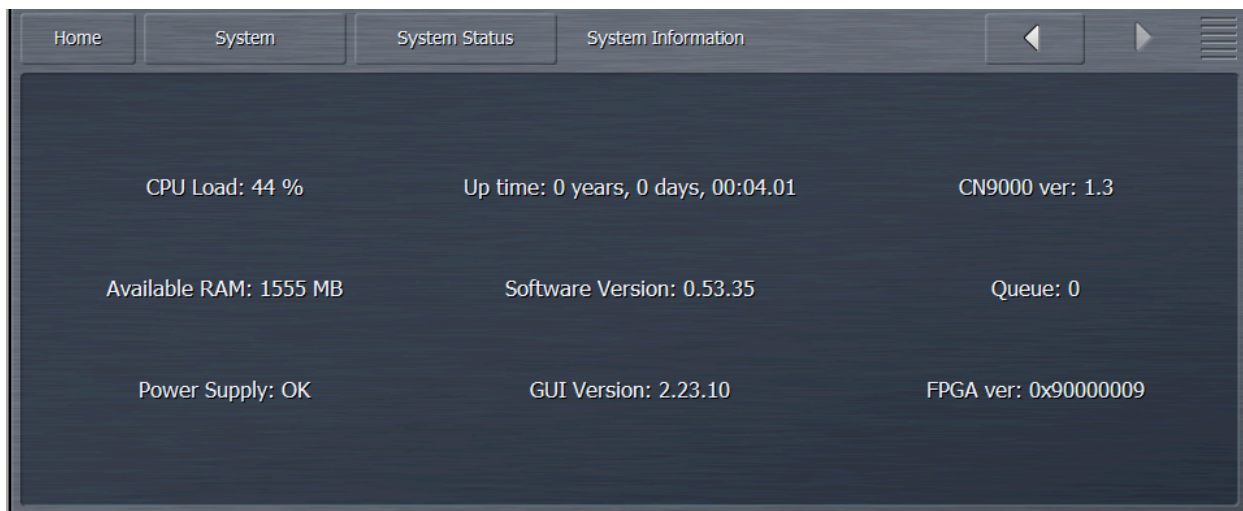 Home System System Status System Information
CPU Load: 44 % Up time: 0 years, 0 days, 00:04.01 CN9000 ver: 1.3
Available RAM: 1555 MB Software Version: 0.53.35 Queue: 0
Power Supply: OK GUI Version: 2.23.10 FPGA ver: 0x90000009